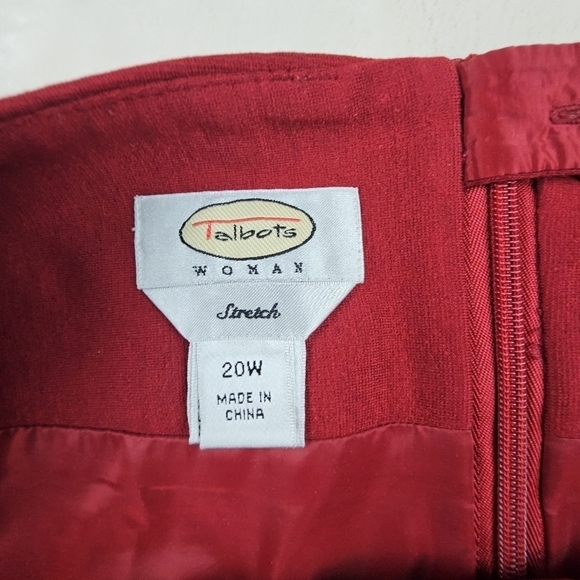 Talbots
WOMAN
Stretch
20W
MADE IN
CHINA